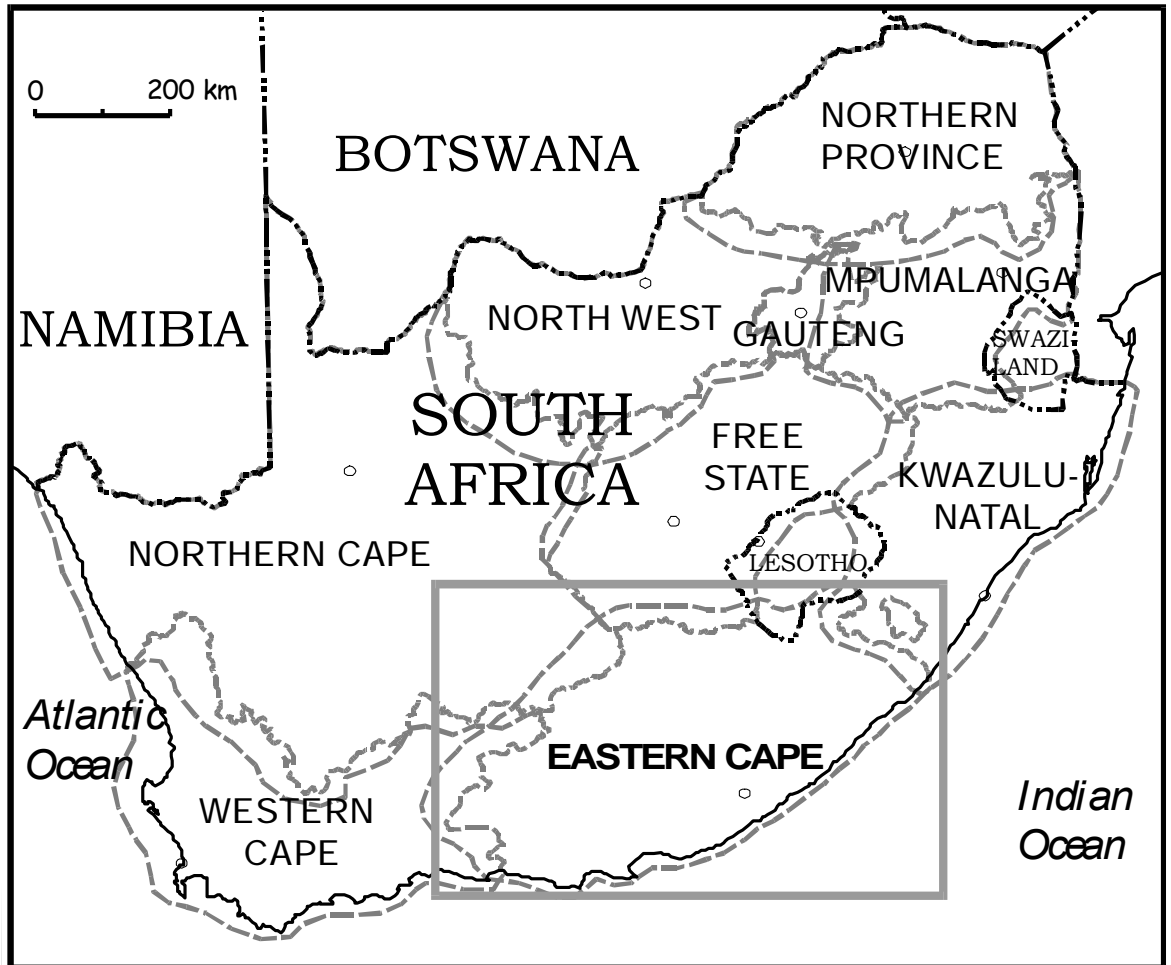 0 200 km
BOTSWANA
NORTHERN
PROVINCE
NAMIBIA
NORTH WEST
MPUMALANGA
GAUTENG
SWAZI
LAND
SOUTH
AFRICA
FREE
STATE
KWAZULU-
NATAL
NORTHERN CAPE
LESOTHO
Atlantic
Ocean
EASTERN CAPE
WESTERN
CAPE
Indian
Ocean